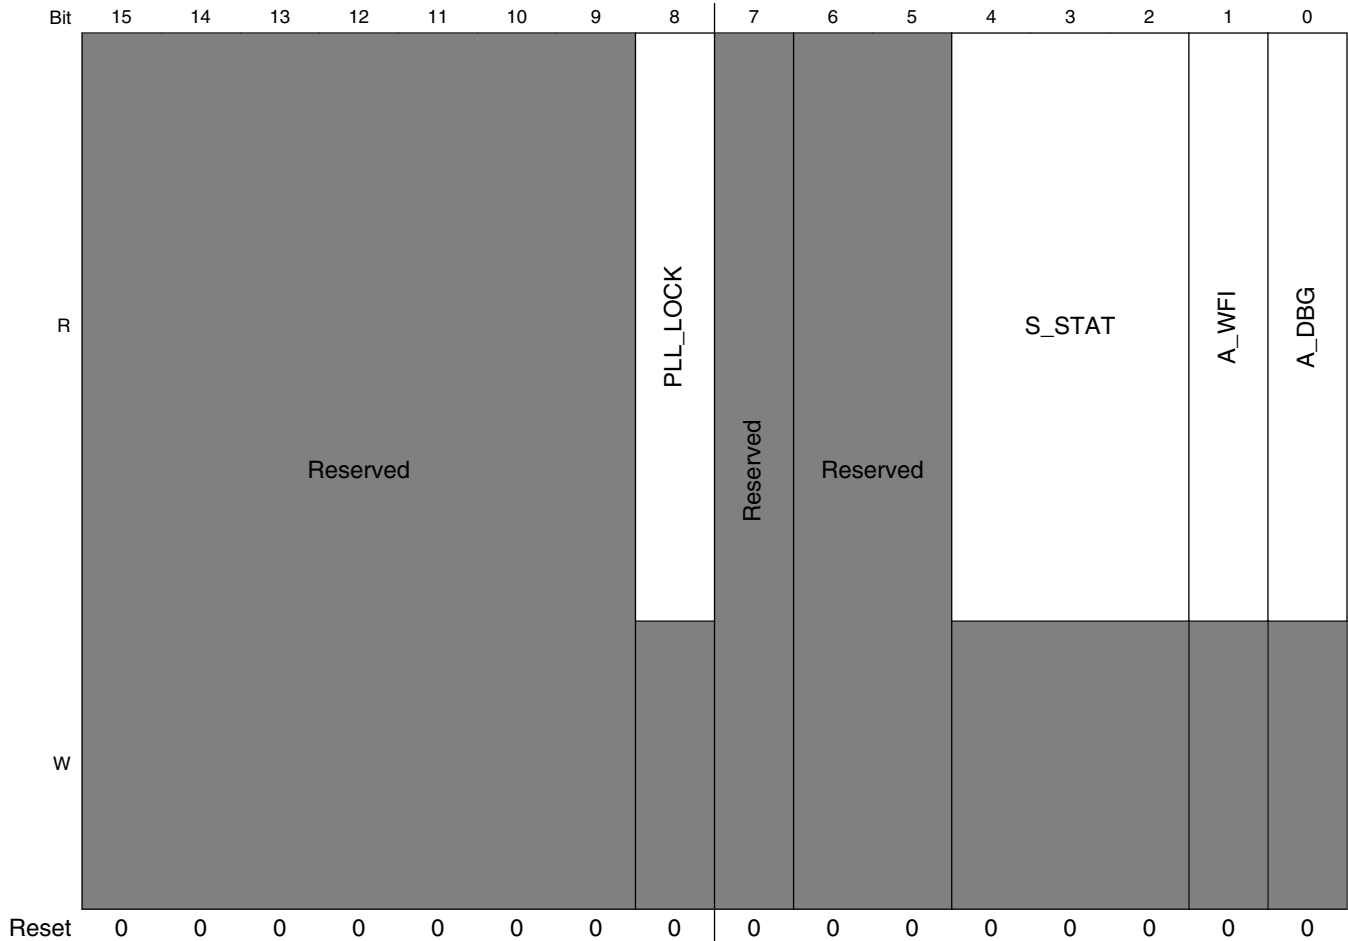 Bit 15 14 13 12 11 10 9 8 7 6 5 4 3 2 1 0
R
Reserved
PLL_LOCK
Reserved
Reserved
S_STAT
A_WFI
A_DBG
W
Reset 0 0 0 0 0 0 0 0 0 0 0 0 0 0 0 0